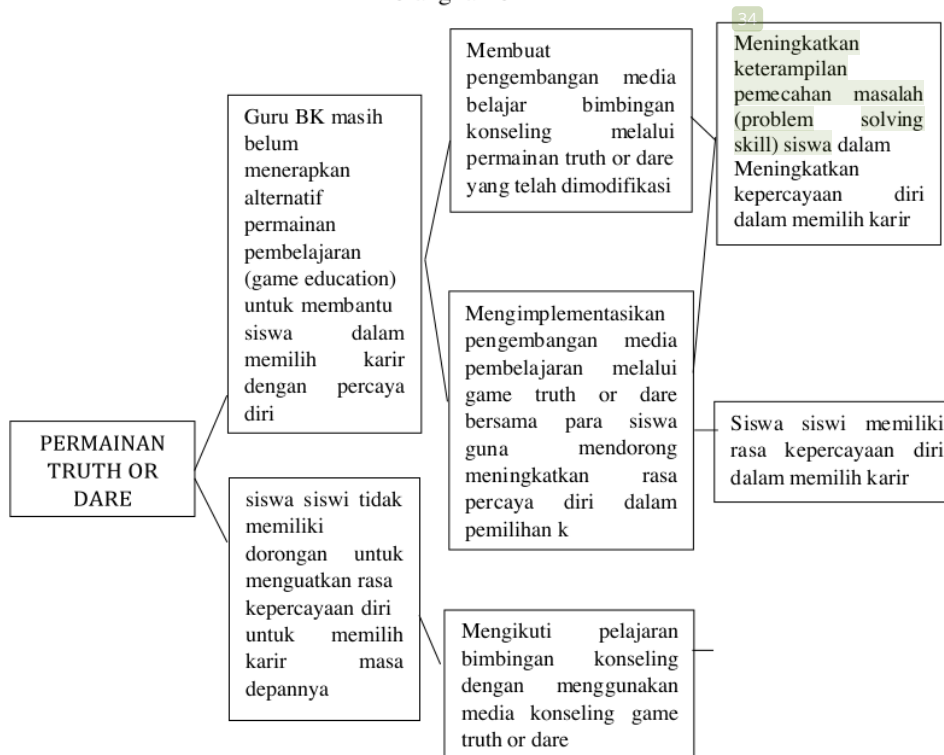 34
Membuat
pengembangan media
belajar bimbingan
konseling melalui
permainan truth or dare
yang telah dimodifikasi
Meningkatkan
keterampilan
pemecahan masalah
(problem solving
skill) siswa dalam
Meningkatkan
kepercayaan diri
dalam memilih karir
Guru BK masih
belum
menerapkan
alternatif
permainan
pembelajaran
(game education)
untuk membantu
siswa dalam
memilih karir
dengan percaya
diri
Mengimplementasikan
pengembangan media
pembelajaran melalui
game truth or dare
bersama para siswa
guna mendorong
meningkatkan rasa
percaya diri dalam
pemilihan k
PERMAINAN
TRUTH OR
DARE
Siswa siswi memiliki
rasa kepercayaan diri
dalam memilih karir
siswa siswi tidak
memiliki
dorongan untuk
menguatkan rasa
kepercayaan diri
untuk memilih
karir masa
depannya
Mengikuti pelajaran
bimbingan konseling
dengan menggunakan
media konseling game
truth or dare